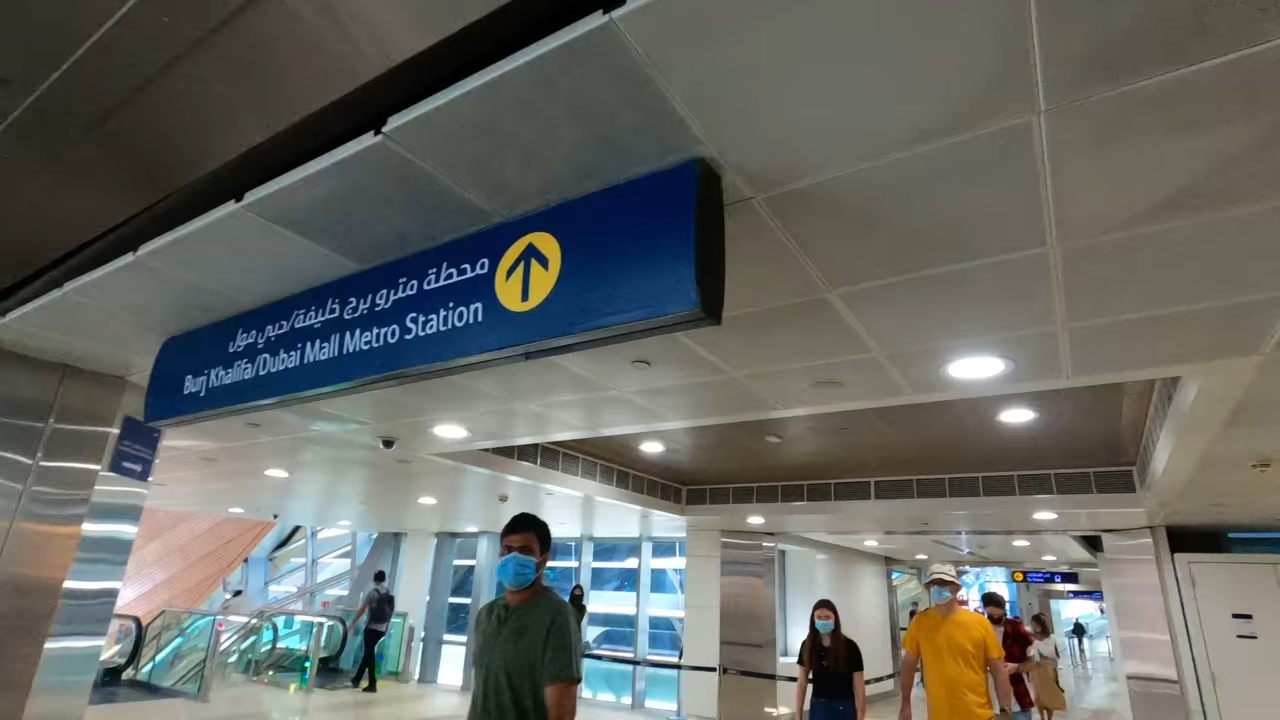 محطة مترو برج خليفة/دبي مول
Burj Khalifa/Dubai Mall Metro Station